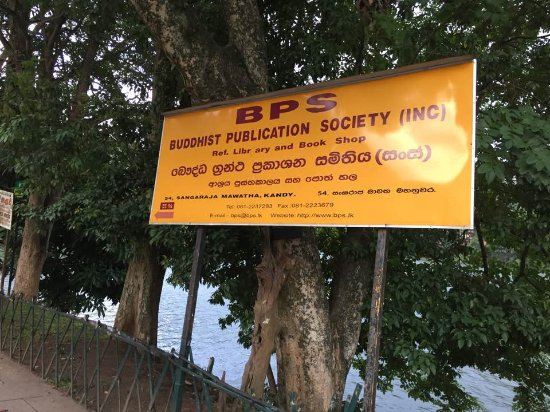 BPS
BUDDHIST PUBLICATION SOCIETY (INC)
Ref. Library and Book Shop
බෞද්ධ ග්‍රන්ථ ප්‍රකාශන සමිතිය (සංස්)
ආශ්‍රය පුස්තකාලය සහ පොත් හල
54, SANGARAJA MAWATHA, KANDY.
54, සංඝරාජ මාවත මහනුවර.
Tel: 081-2237283 Fax: 081-2223679
E-mail - bps@bps.lk Website: http://www.bps.lk